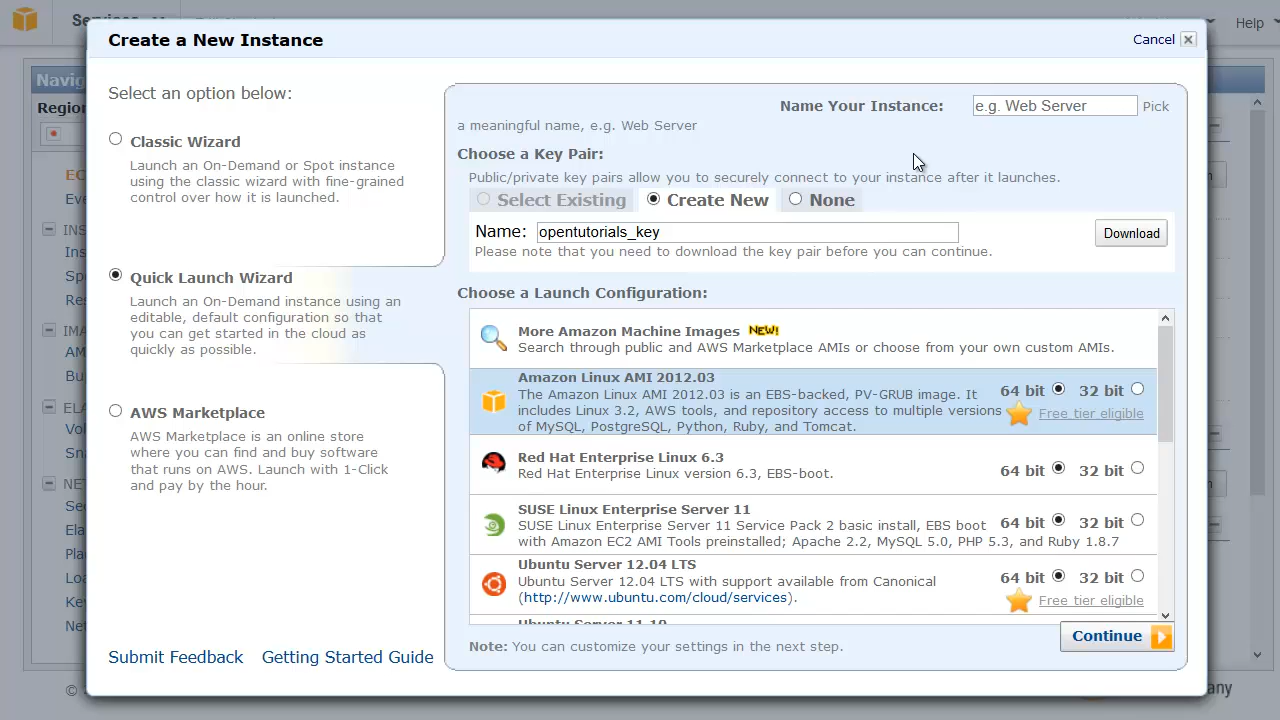 Help
Create a New Instance
Cancel
Region
Select an option below:
Classic Wizard
Launch an On-Demand or Spot instance
using the classic wizard with fine-grained
control over how it is launched.
Quick Launch Wizard
Launch an On-Demand instance using an
editable, default configuration so that
you can get started in the cloud as
quickly as possible.
AWS Marketplace
AWS Marketplace is an online store
where you can find and buy software
that runs on AWS. Launch with 1-Click
and pay by the hour.
Submit Feedback Getting Started Guide
Name Your Instance: e.g. Web Server Pick
a meaningful name, e.g. Web Server
Choose a Key Pair:
Public/private key pairs allow you to securely connect to your instance after it launches.
Select Existing Create New None
Name: opentutorials_key Download
Please note that you need to download the key pair before you can continue.
Choose a Launch Configuration:
More Amazon Machine Images NEW!
Search through public and AWS Marketplace AMIs or choose from your own custom AMIs.
Amazon Linux AMI 2012.03
The Amazon Linux AMI 2012.03 is an EBS-backed, PV-GRUB image. It
includes Linux 3.2, AWS tools, and repository access to multiple versions
of MySQL, PostgreSQL, Python, Ruby, and Tomcat.
64 bit 32 bit
Free tier eligible
Red Hat Enterprise Linux 6.3
Red Hat Enterprise Linux version 6.3, EBS-boot.
64 bit 32 bit
SUSE Linux Enterprise Server 11
SUSE Linux Enterprise Server 11 Service Pack 2 basic install, EBS boot
with Amazon EC2 AMI Tools preinstalled; Apache 2.2, MySQL 5.0, PHP 5.3, and Ruby 1.8.7
64 bit 32 bit
Ubuntu Server 12.04 LTS
Ubuntu Server 12.04 LTS with support available from Canonical
(http://www.ubuntu.com/cloud/services).
64 bit 32 bit
Free tier eligible
Ubuntu Server 11.10
Note: You can customize your settings in the next step.
Continue